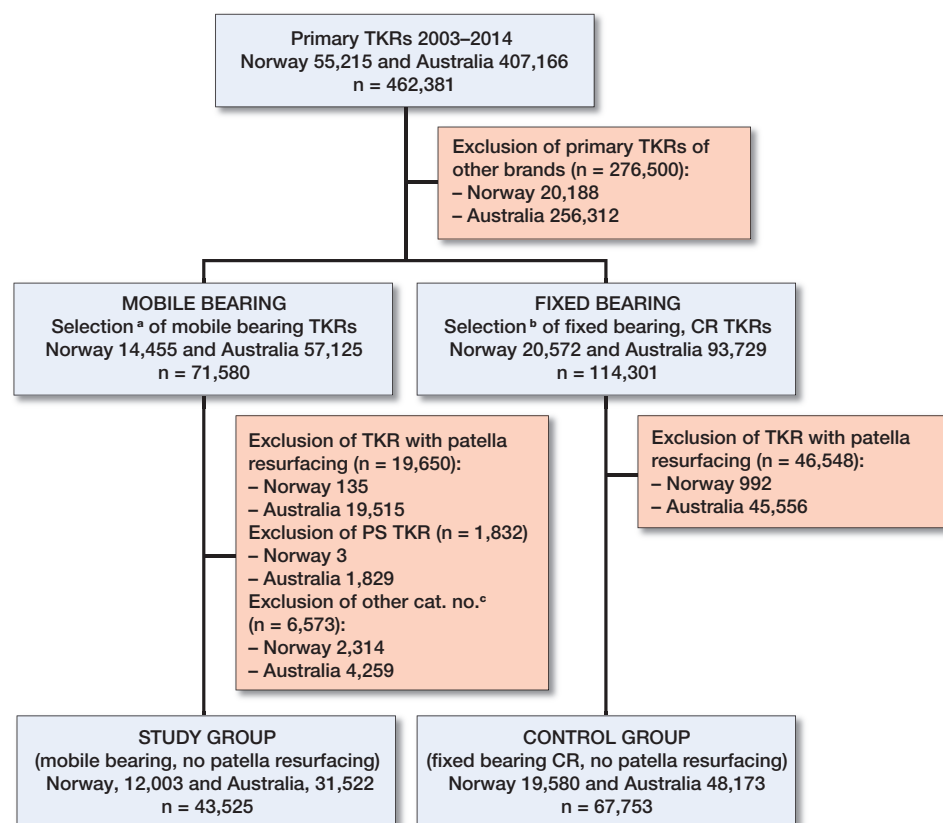 Primary TKRs 2003–2014
Norway 55,215 and Australia 407,166
n = 462,381
Exclusion of primary TKRs of
other brands (n = 276,500):
– Norway 20,188
– Australia 256,312
MOBILE BEARING
Selection ᵃ of mobile bearing TKRs
Norway 14,455 and Australia 57,125
n = 71,580
FIXED BEARING
Selection ᵇ of fixed bearing, CR TKRs
Norway 20,572 and Australia 93,729
n = 114,301
Exclusion of TKR with patella
resurfacing (n = 19,650):
– Norway 135
– Australia 19,515
Exclusion of PS TKR (n = 1,832)
– Norway 3
– Australia 1,829
Exclusion of other cat. no.ᶜ
(n = 6,573):
– Norway 2,314
– Australia 4,259
Exclusion of TKR with patella
resurfacing (n = 46,548):
– Norway 992
– Australia 45,556
STUDY GROUP
(mobile bearing, no patella resurfacing)
Norway, 12,003 and Australia, 31,522
n = 43,525
CONTROL GROUP
(fixed bearing CR, no patella resurfacing)
Norway 19,580 and Australia 48,173
n = 67,753